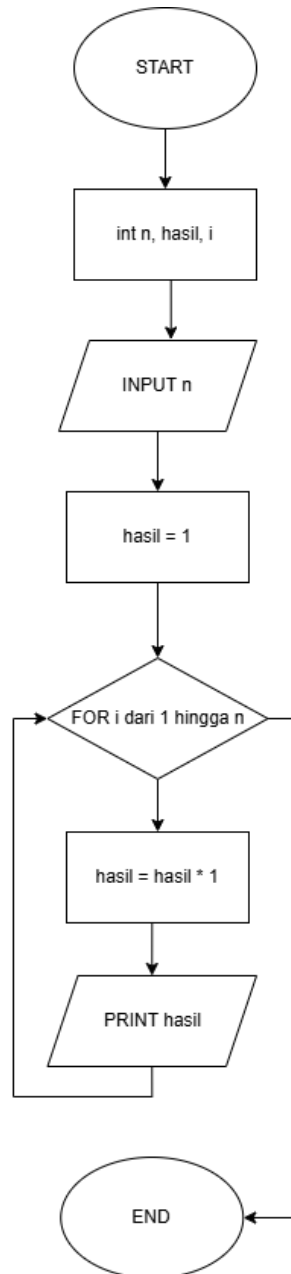 START
int n, hasil, i
INPUT n
hasil = 1
FOR i dari 1 hingga n
hasil = hasil * 1
PRINT hasil
END